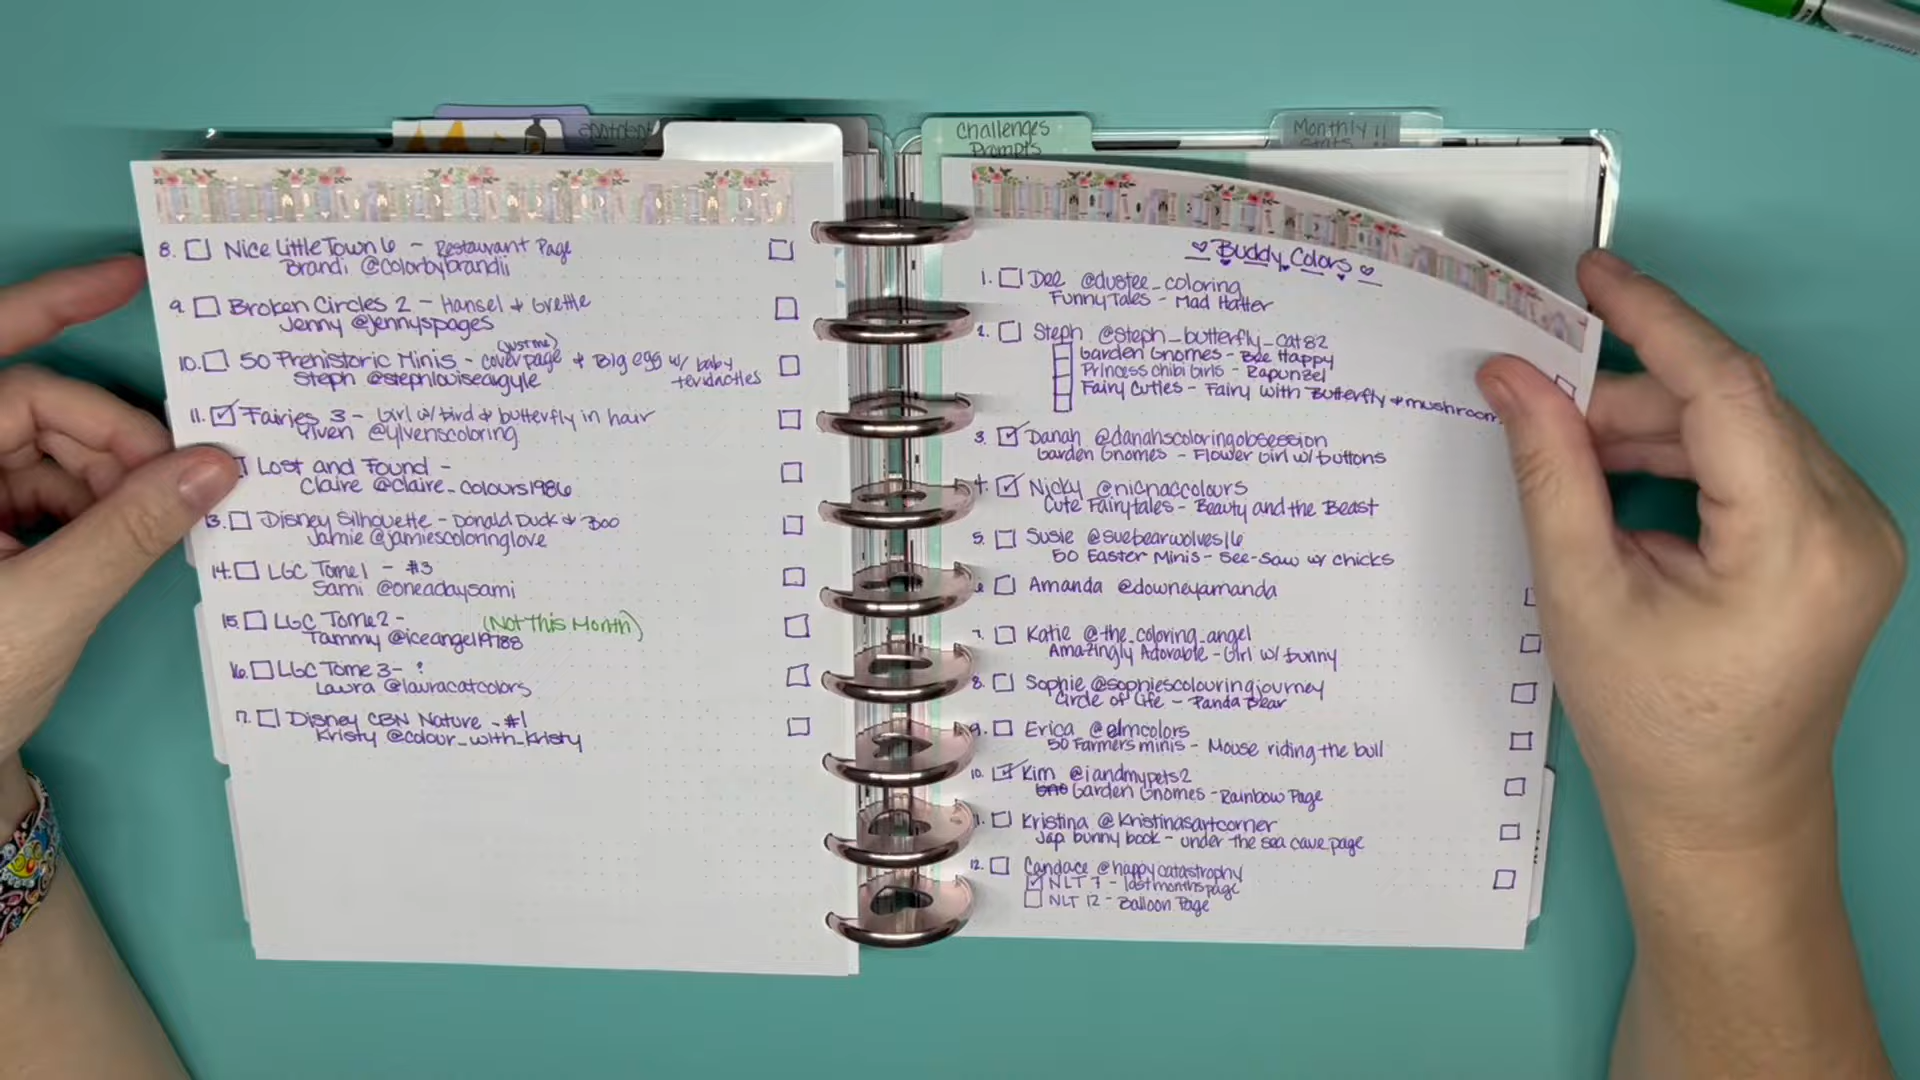 Challenges
Prompts
Monthly
Stats
8. Nice Little Town 6 - Restaurant Page
Brandi @colorbybrandii
9. Broken Circles 2 - Hansel & Grettle
Jenny @jennyspages
(just me)
10. 50 Prehistoric Minis - cover page & Big egg w/ baby
Steph @stephlouiseargyle teridactles
11. Fairies 3 - Girl w/ bird & butterfly in hair
Ylven @ylvenscoloring
Lost and Found -
Claire @claire_colours1986
13. Disney Silhouette - Donald Duck & Boo
Jamie @jamiescoloringlove
14. LGC Tome 1 - #3
Sami @oneadaysami
15. LGC Tome 2 - (Not This Month)
Tammy @iceangel19788
16. LGC Tome 3 - ?
Laura @lauracatcolors
17. Disney CBN Nature - #1
Kristy @colour_with_kristy
Buddy Colors
1. Dee @dustee_coloring
Funny Tales - Mad Hatter
2. Steph @steph_butterfly_cat82
Garden Gnomes - Bee Happy
Princess Chibi Girls - Rapunzel
Fairy Cuties - Fairy with Butterfly & mushroom
3. Danah @danahscoloringobsession
Garden Gnomes - Flower Girl w/ buttons
4. Nicky @nicnaccolours
Cute Fairytales - Beauty and the Beast
5. Susie @suebearwolves16
50 Easter Minis - See-Saw w/ chicks
6 Amanda @downeyamanda
7. Katie @the_coloring_angel
Amazingly Adorable - Girl w/ bunny
8. Sophie @sophiescolouringjourney
Circle of Life - Panda Bear
9. Erica @elmcolors
50 Farmers minis - Mouse riding the bull
10. Kim @iandmypets2
Garden Gnomes - Rainbow Page
11. Kristina @kristinasartcorner
Jap bunny book - under the sea cave page
12. Candace @happycatastrophy
NLT 7 - last months page
NLT 12 - Balloon Page